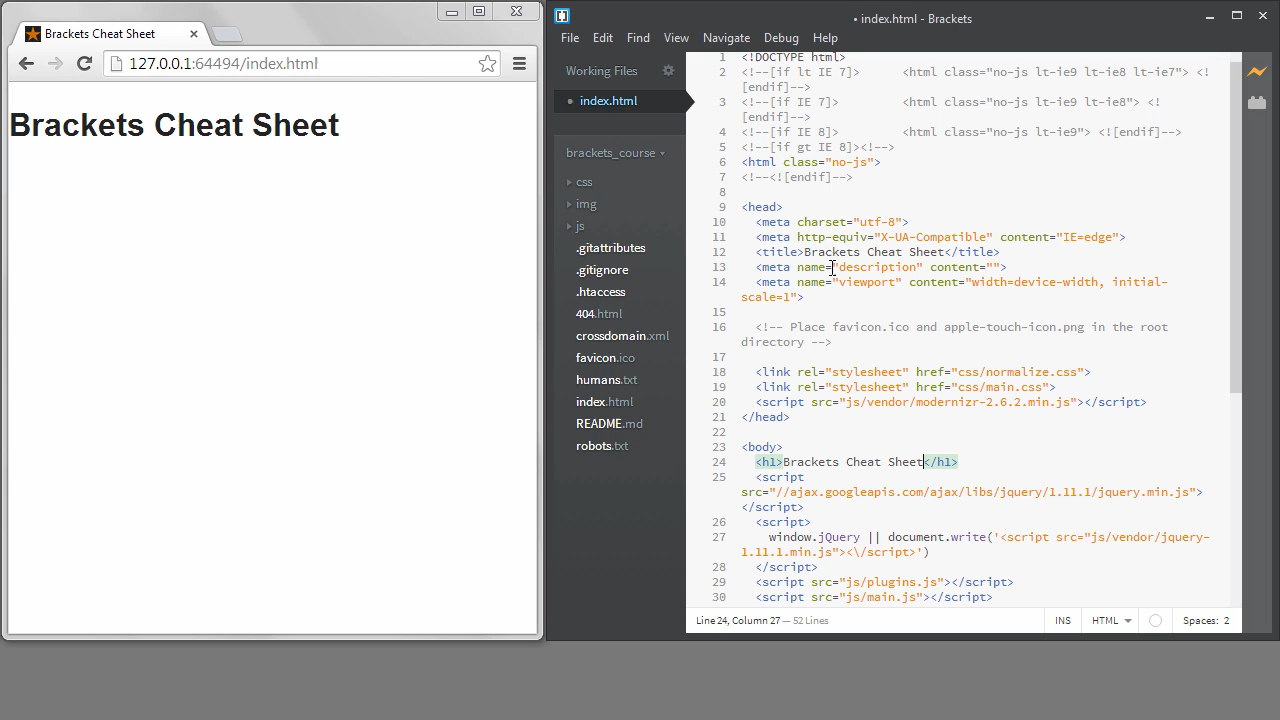 Brackets Cheat Sheet
127.0.0.1:64494/index.html
Brackets Cheat Sheet
• index.html - Brackets
File Edit Find View Navigate Debug Help
Working Files
index.html
brackets_course
css
img
js
.gitattributes
.gitignore
.htaccess
404.html
crossdomain.xml
favicon.ico
humans.txt
index.html
README.md
robots.txt
1 <!DOCTYPE html>
2 <!--[if lt IE 7]>      <html class="no-js lt-ie9 lt-ie8 lt-ie7"> <!
[endif]-->
3 <!--[if IE 7]>         <html class="no-js lt-ie9 lt-ie8"> <!
[endif]-->
4 <!--[if IE 8]>         <html class="no-js lt-ie9"> <![endif]-->
5 <!--[if gt IE 8]><!-->
6 <html class="no-js">
7 <!--<![endif]-->
8
9 <head>
10   <meta charset="utf-8">
11   <meta http-equiv="X-UA-Compatible" content="IE=edge">
12   <title>Brackets Cheat Sheet</title>
13   <meta name="description" content="">
14   <meta name="viewport" content="width=device-width, initial-
scale=1">
15
16   <!-- Place favicon.ico and apple-touch-icon.png in the root
directory -->
17
18   <link rel="stylesheet" href="css/normalize.css">
19   <link rel="stylesheet" href="css/main.css">
20   <script src="js/vendor/modernizr-2.6.2.min.js"></script>
21 </head>
22
23 <body>
24   <h1>Brackets Cheat Sheet</h1>
25   <script
src="//ajax.googleapis.com/ajax/libs/jquery/1.11.1/jquery.min.js">
</script>
26   <script>
27     window.jQuery || document.write('<script src="js/vendor/jquery-
1.11.1.min.js"><\/script>')
28   </script>
29   <script src="js/plugins.js"></script>
30   <script src="js/main.js"></script>
Line 24, Column 27 — 52 Lines
INS HTML Spaces: 2